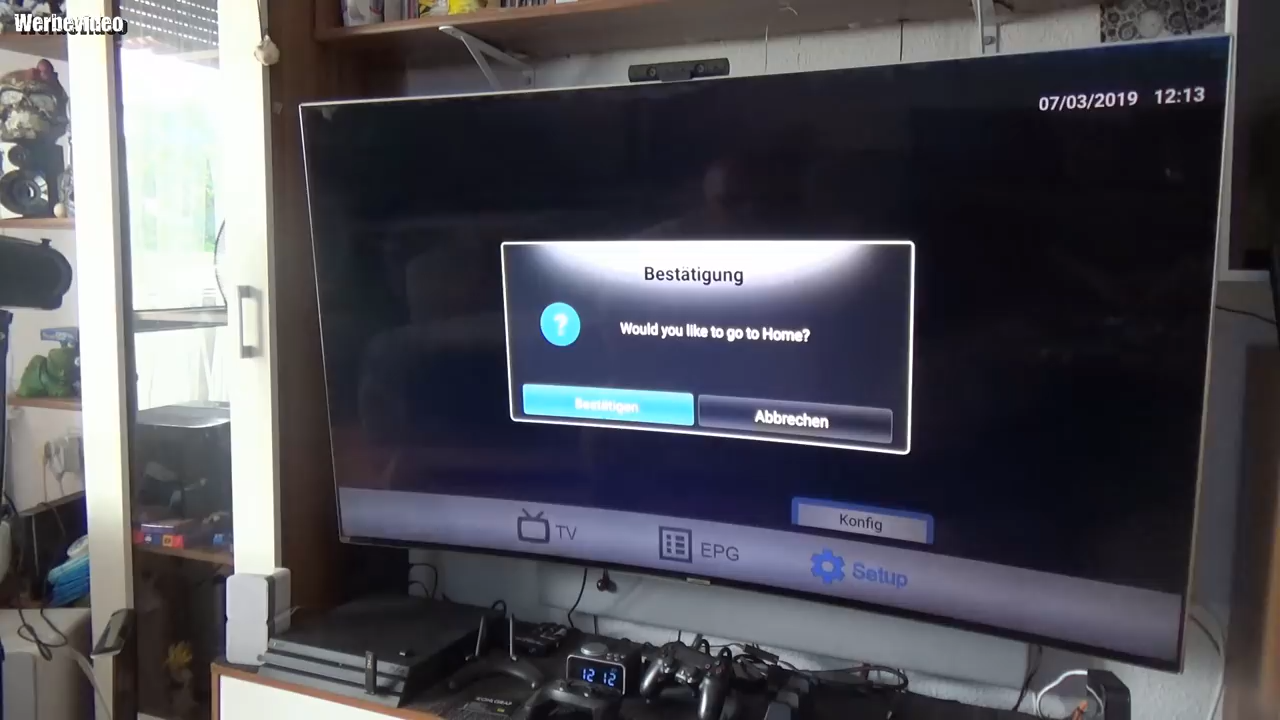 Werbevideo
07/03/2019 12:13
Bestätigung
Would you like to go to Home?
Bestätigen
Abbrechen
Konfig
TV
EPG
Setup
12 12